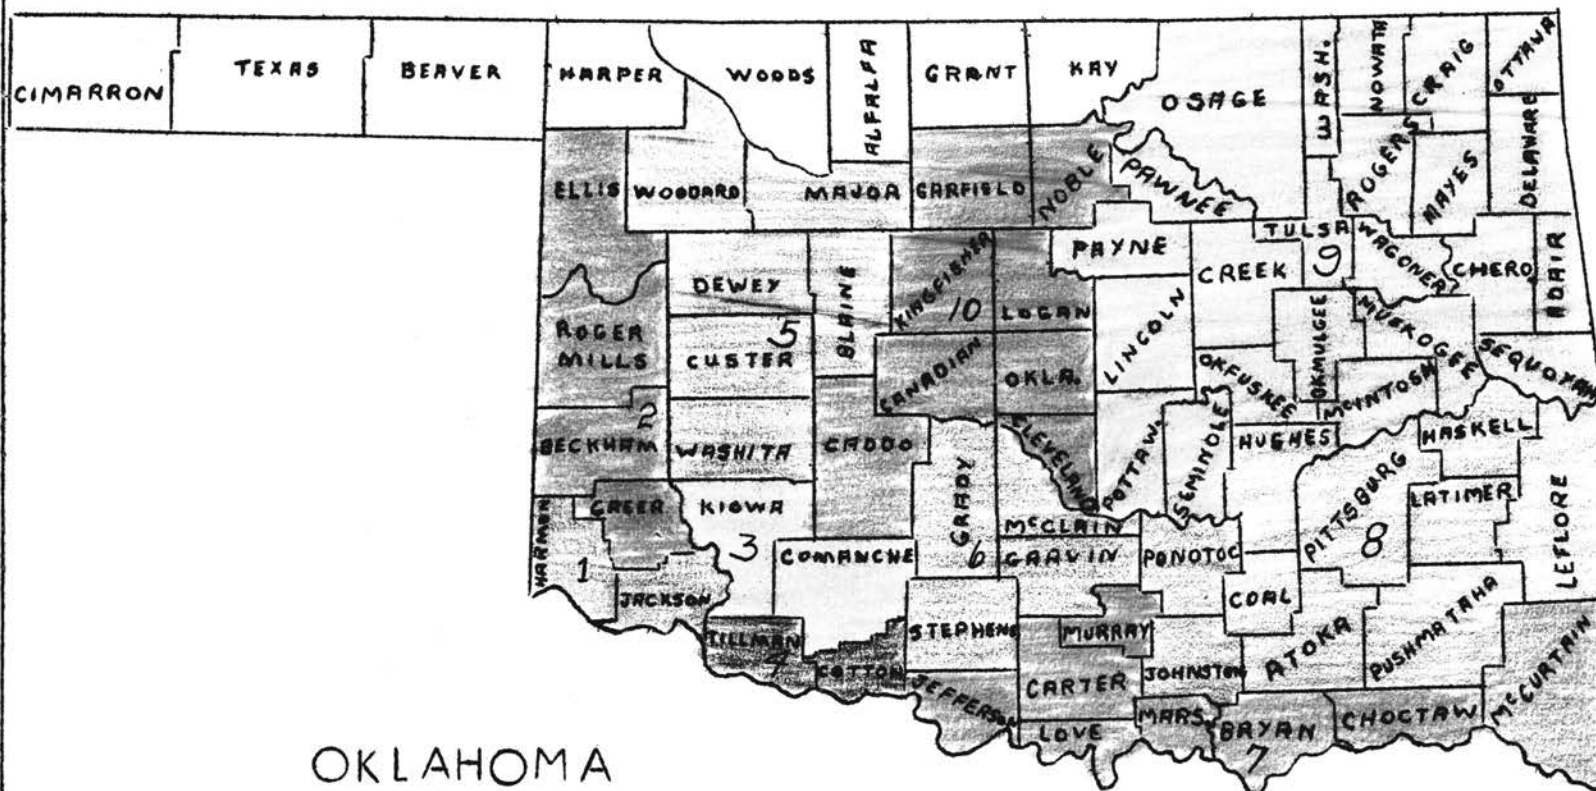 CIMARRON
TEXAS
BEAVER
HARPER
WOODS
ALFALFA
GRANT
KAY
OSAGE
WASH.
NOWATA
CRAIG
OTTAWA
ELLIS
WOODARD
MAJOR
GARFIELD
NOBLE
PAWNEE
ROGERS
MAYES
DELAWARE
DEWEY
BLAINE
KINGFISHER
10
LOGAN
PAYNE
CREEK
TULSA
9
WAGONER
CHERO.
ADAIR
ROGER
MILLS
5
CUSTER
CANADIAN
OKLA.
LINCOLN
OKMULGEE
MUSKOGEE
SEQUOYAH
OKFUSKEE
McINTOSH
2
BECKHAM
WASHITA
CADDO
GRADY
CLEVELAND
POTTAW.
SEMINOLE
HUGHES
HASKELL
PITTSBURG
LATIMER
LEFLORE
HARMON
GREER
KIOWA
McCLAIN
1
3
COMANCHE
6
GARVIN
PONOTOC
8
JACKSON
COAL
TILLMAN
4
COTTON
STEPHENS
MURRAY
JOHNSTON
ATOKA
PUSHMATAHA
McCURTAIN
JEFFERSON
CARTER
LOVE
MARS.
BRYAN
7
CHOCTAW
OKLAHOMA